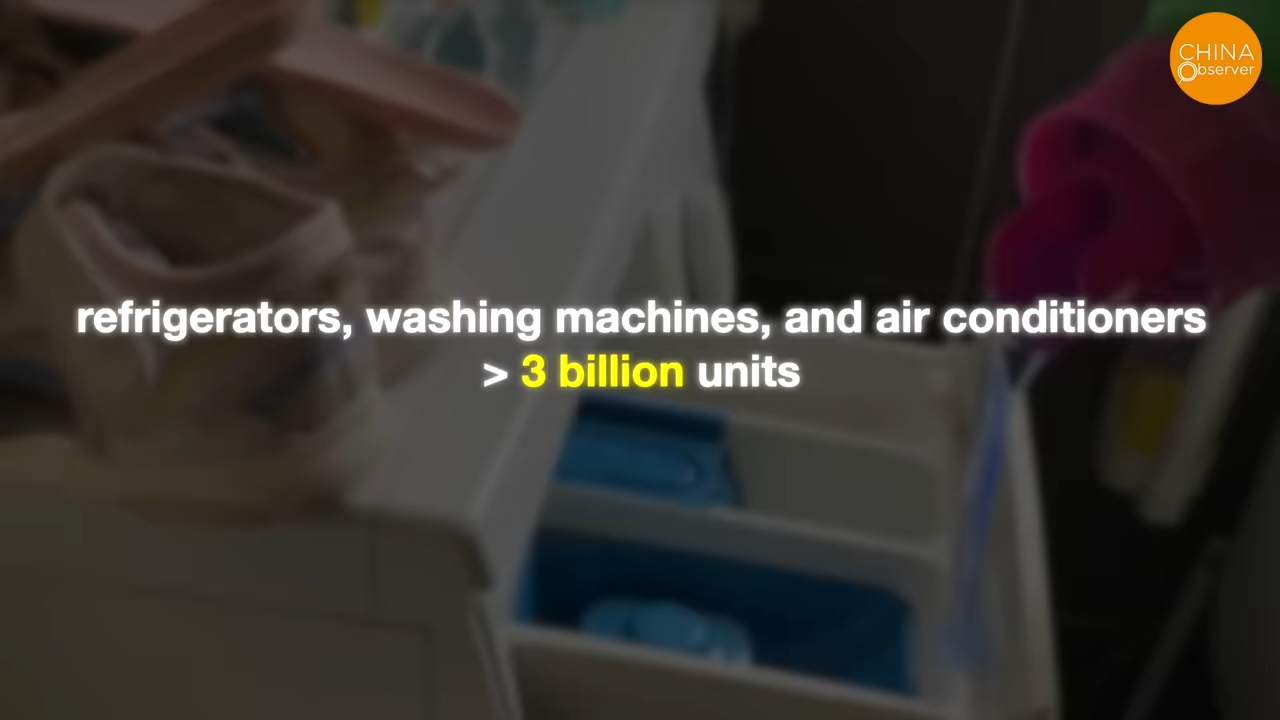 CHINA
Observer
refrigerators, washing machines, and air conditioners
> 3 billion units